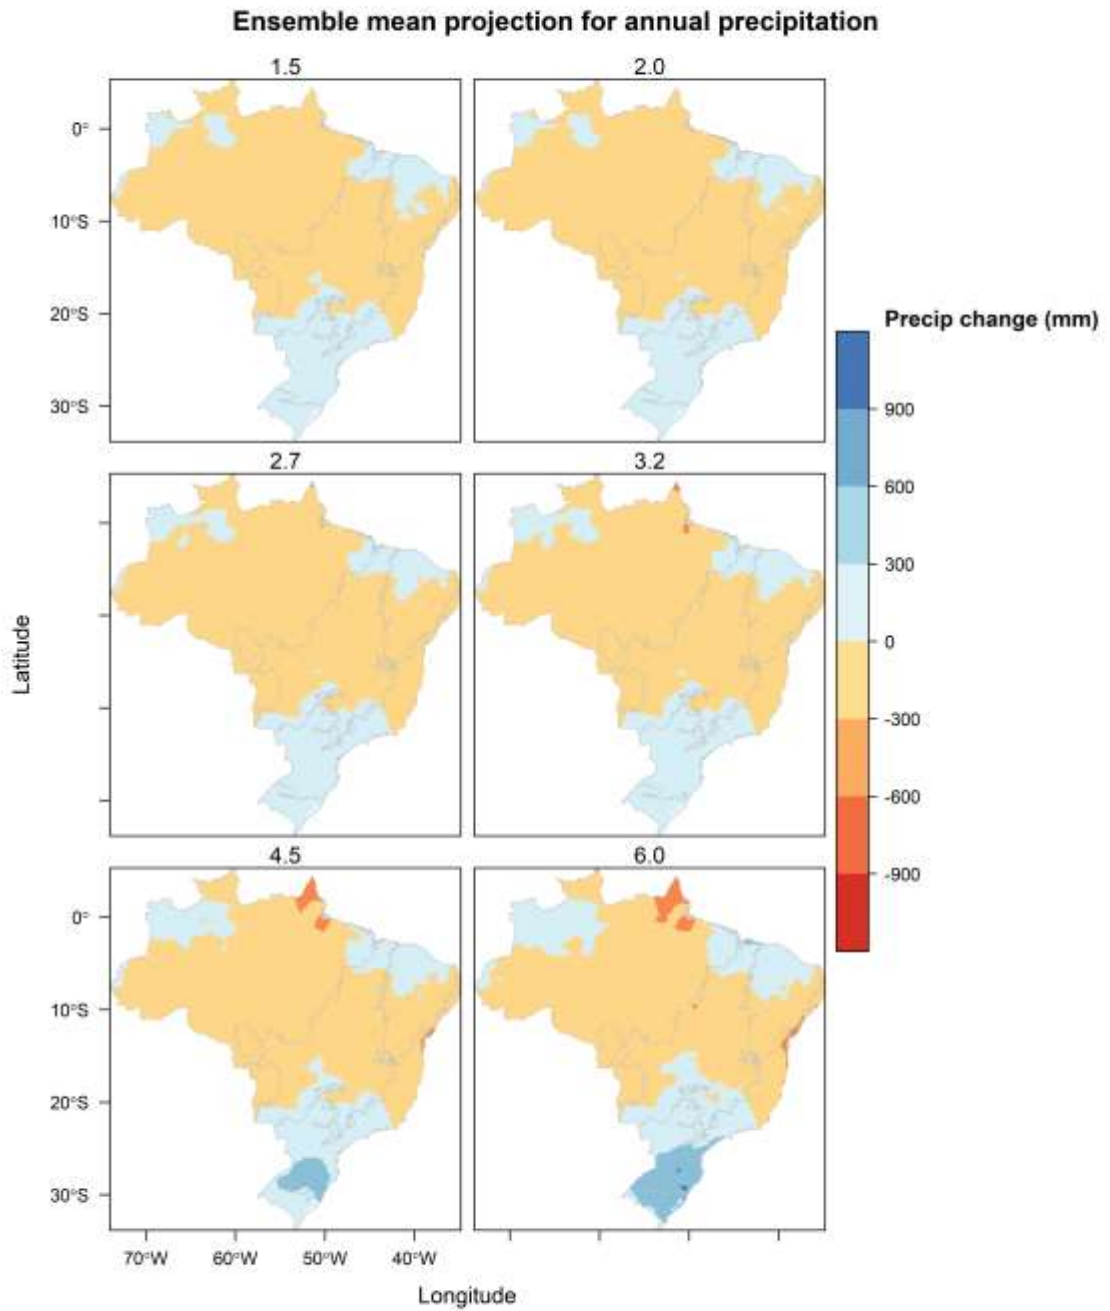 Ensemble mean projection for annual precipitation
1.5
2.0
0°
10°S
20°S
30°S
Precip change (mm)
900
600
300
0
-300
-600
-900
2.7
3.2
Latitude
4.5
6.0
0°
10°S
20°S
30°S
70°W 60°W 50°W 40°W
Longitude